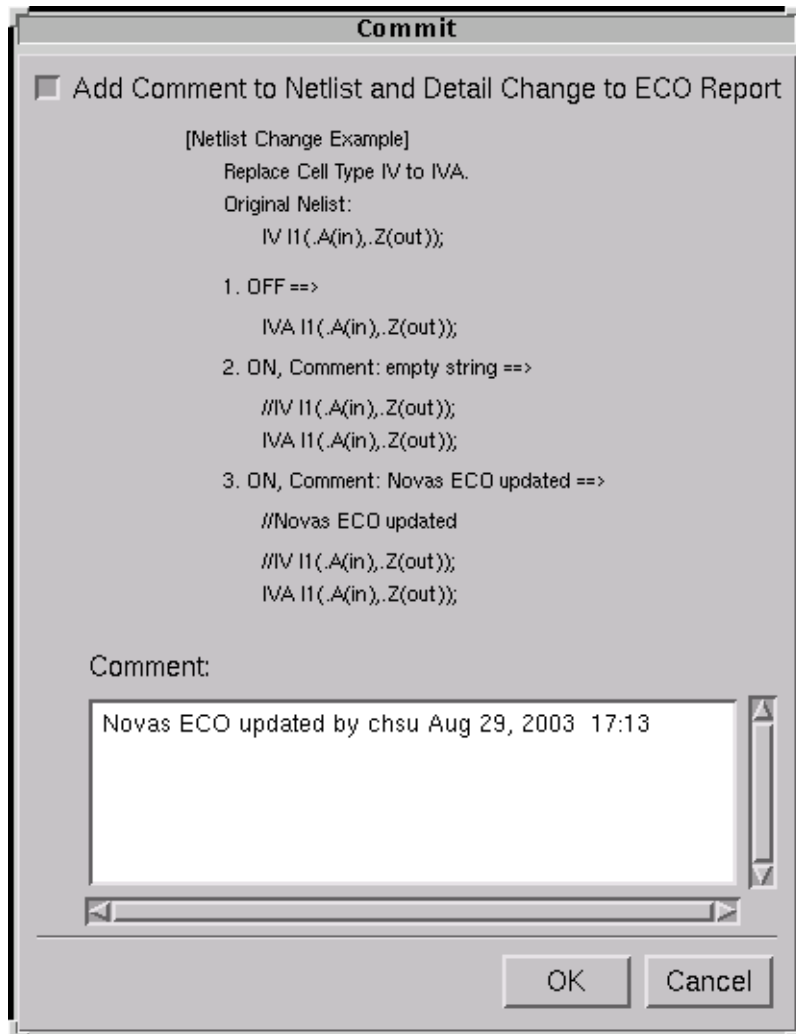 Commit
Add Comment to Netlist and Detail Change to ECO Report
[Netlist Change Example]
Replace Cell Type IV to IVA.
Original Nelist:
IV I1(.A(in),.Z(out));
1. OFF ==>
IVA I1(.A(in),.Z(out));
2. ON, Comment: empty string ==>
//IV I1(.A(in),.Z(out));
IVA I1(.A(in),.Z(out));
3. ON, Comment: Novas ECO updated ==>
//Novas ECO updated
//IV I1(.A(in),.Z(out));
IVA I1(.A(in),.Z(out));
Comment:
Novas ECO updated by chsu Aug 29, 2003  17:13
OK Cancel